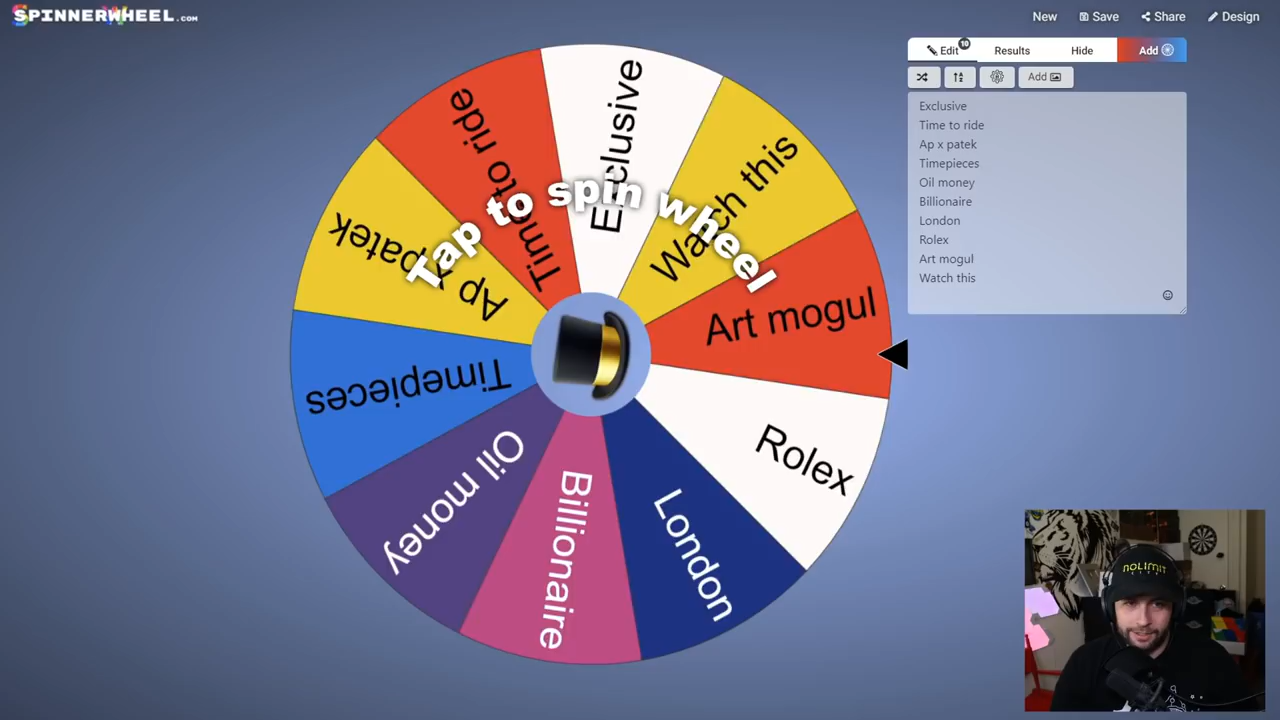 SPINNERWHEEL.COM
New
Save
Share
Design
Edit
10
Results
Hide
Add
Add
Exclusive
Time to ride
Ap x patek
Timepieces
Oil money
Billionaire
London
Rolex
Art mogul
Watch this
Tap to spin wheel
Exclusive
Watch this
Art mogul
Rolex
London
Billionaire
Oil money
Timepieces
Ap x patek
Time to ride
NOLIMIT
CITY